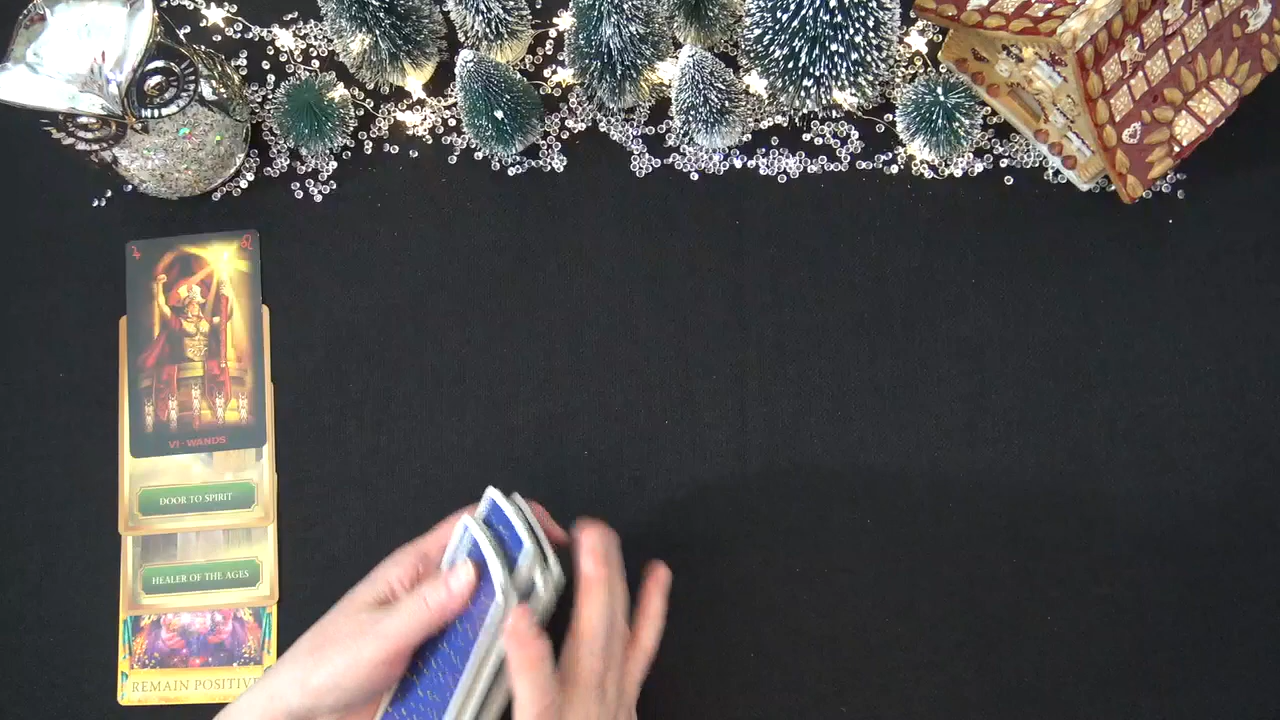 VI · WANDS
DOOR TO SPIRIT
HEALER OF THE AGES
REMAIN POSITIVE